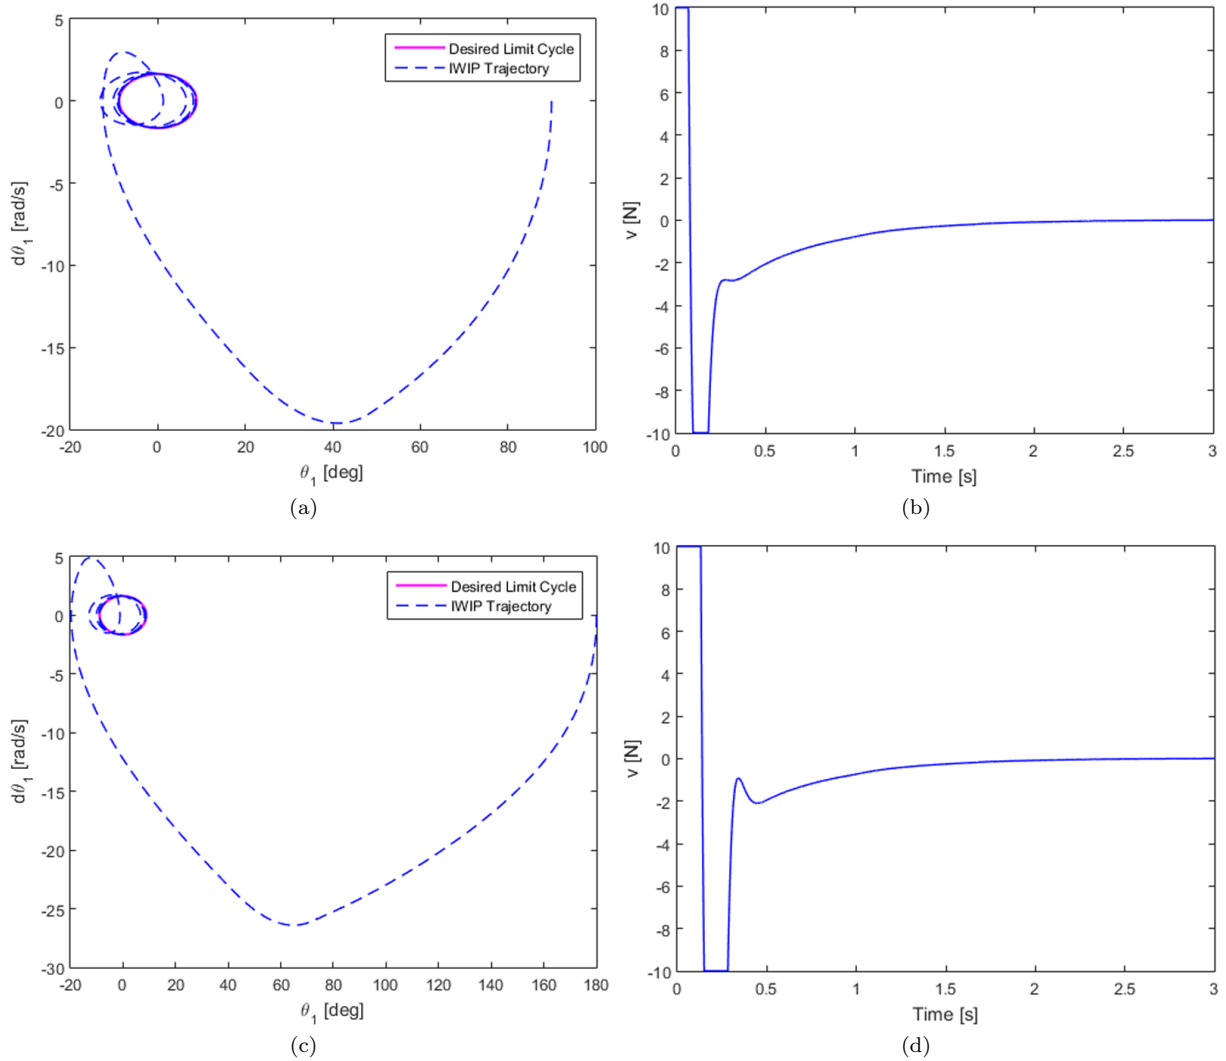 5
0
-5
-10
-15
-20
-20 0 20 40 60 80 100
dθ1 [rad/s]
θ1 [deg]
Desired Limit Cycle
IWIP Trajectory
(a)
10
8
6
4
2
0
-2
-4
-6
-8
-10
0 0.5 1 1.5 2 2.5 3
v [N]
Time [s]
(b)
5
0
-5
-10
-15
-20
-25
-30
-20 0 20 40 60 80 100 120 140 160 180
dθ1 [rad/s]
θ1 [deg]
Desired Limit Cycle
IWIP Trajectory
(c)
10
8
6
4
2
0
-2
-4
-6
-8
-10
0 0.5 1 1.5 2 2.5 3
v [N]
Time [s]
(d)